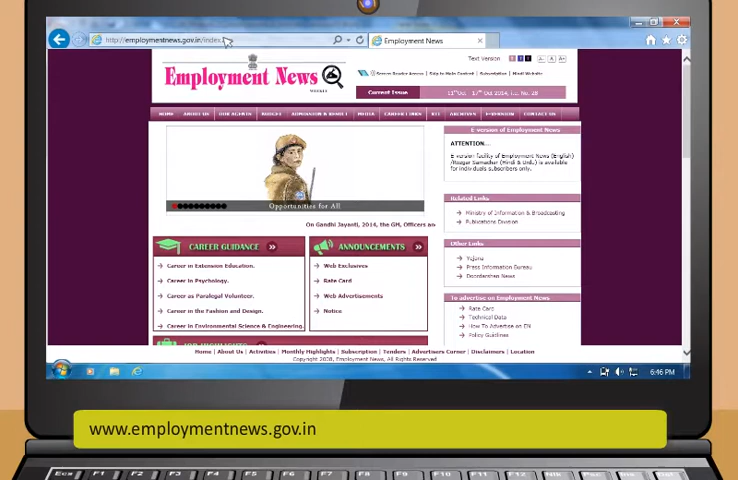 http://employmentnews.gov.in/index.
Employment News
Text version
A- A A+
Screen Reader Access | Skip to Main Content | Subscription | Hindi Website
Employment News
WEEKLY
Current Issue
11th Oct - 17th Oct 2014, i.e. No. 28
HOME ABOUT US OUR AGENTS BUDGET ADMISSION & RESULT MEDIA CAREER LINKS RTI ARCHIVES E-VERSION CONTACT US
E version of Employment News
ATTENTION...
E version facility of Employment News (English)
/Rozgar Samachar (Hindi & Urdu) is available
for individuals subscribers only.
Opportunities for All
Related Links
Ministry of Information & Broadcasting
Publications Division
On Gandhi Jayanti, 2014, the GM, Officers an
CAREER GUIDANCE
ANNOUNCEMENTS
Other Links
Career in Extension Education.
Career in Psychology.
Career as Paralegal Volunteer.
Career in the Fashion and Design.
Career in Environmental Science & Engineering.
Web Exclusives
Rate Card
Web Advertisements
Notice
Yojana
Press Information Bureau
Doordarshan News
To advertise on Employment News
Rate Card
Technical Data
How To Advertise on EN
Policy Guidelines
JOB HIGHLIGHTS
Home | About Us | Activities | Monthly Highlights | Subscription | Tenders | Advertisers Corner | Disclaimers | Location
Copyright 2008, Employment News, All Rights Reserved
6:46 PM
www.employmentnews.gov.in
Esc F1 F2 F3 F4 F5 F6 F7 F8 F9 F10 F11 F12